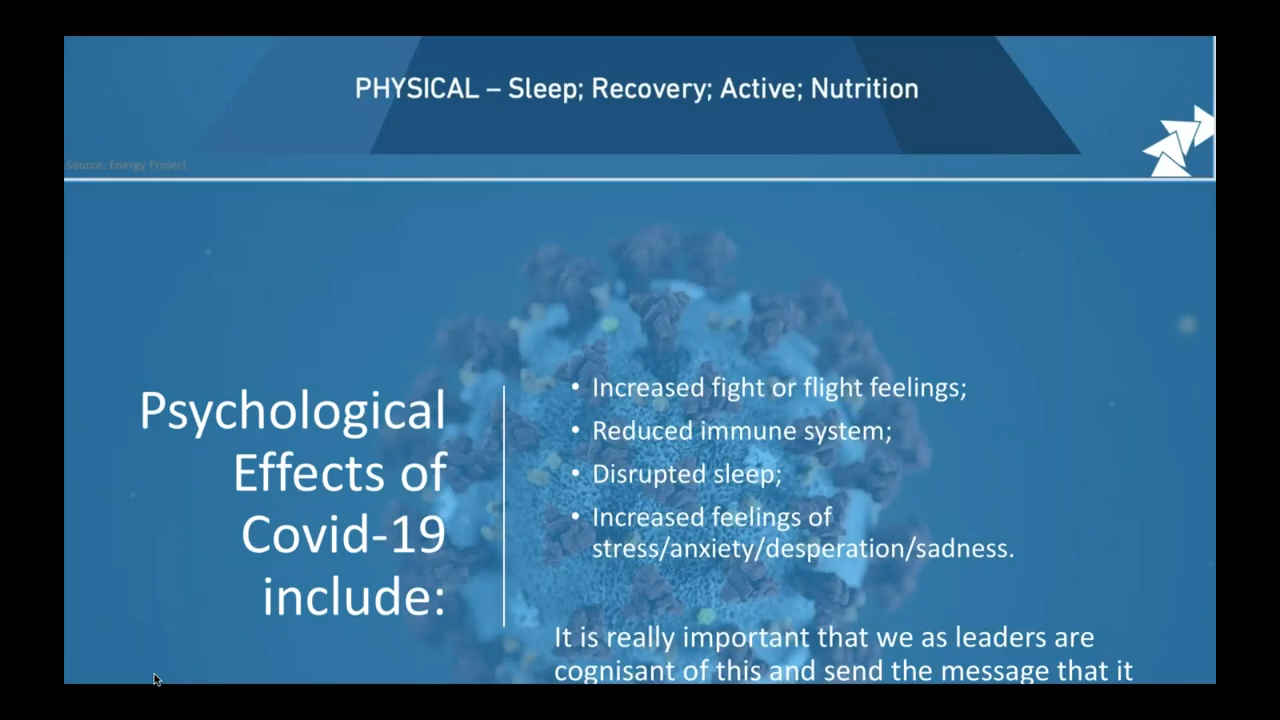 PHYSICAL – Sleep; Recovery; Active; Nutrition
Source: Energy Project
Psychological
Effects of
Covid-19
include:
• Increased fight or flight feelings;
• Reduced immune system;
• Disrupted sleep;
• Increased feelings of
stress/anxiety/desperation/sadness.
It is really important that we as leaders are
cognisant of this and send the message that it